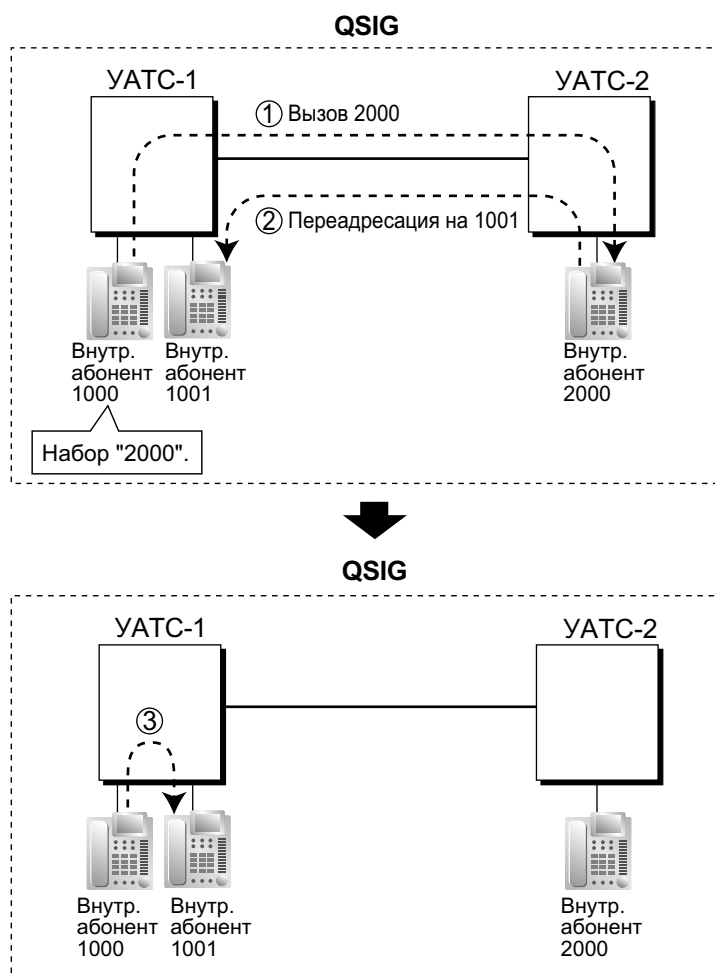 QSIG
УАТС-1
УАТС-2
① Вызов 2000
② Переадресация на 1001
Внутр.
абонент
1000
Внутр.
абонент
1001
Внутр.
абонент
2000
Набор "2000".
QSIG
УАТС-1
УАТС-2
③
Внутр.
абонент
1000
Внутр.
абонент
1001
Внутр.
абонент
2000